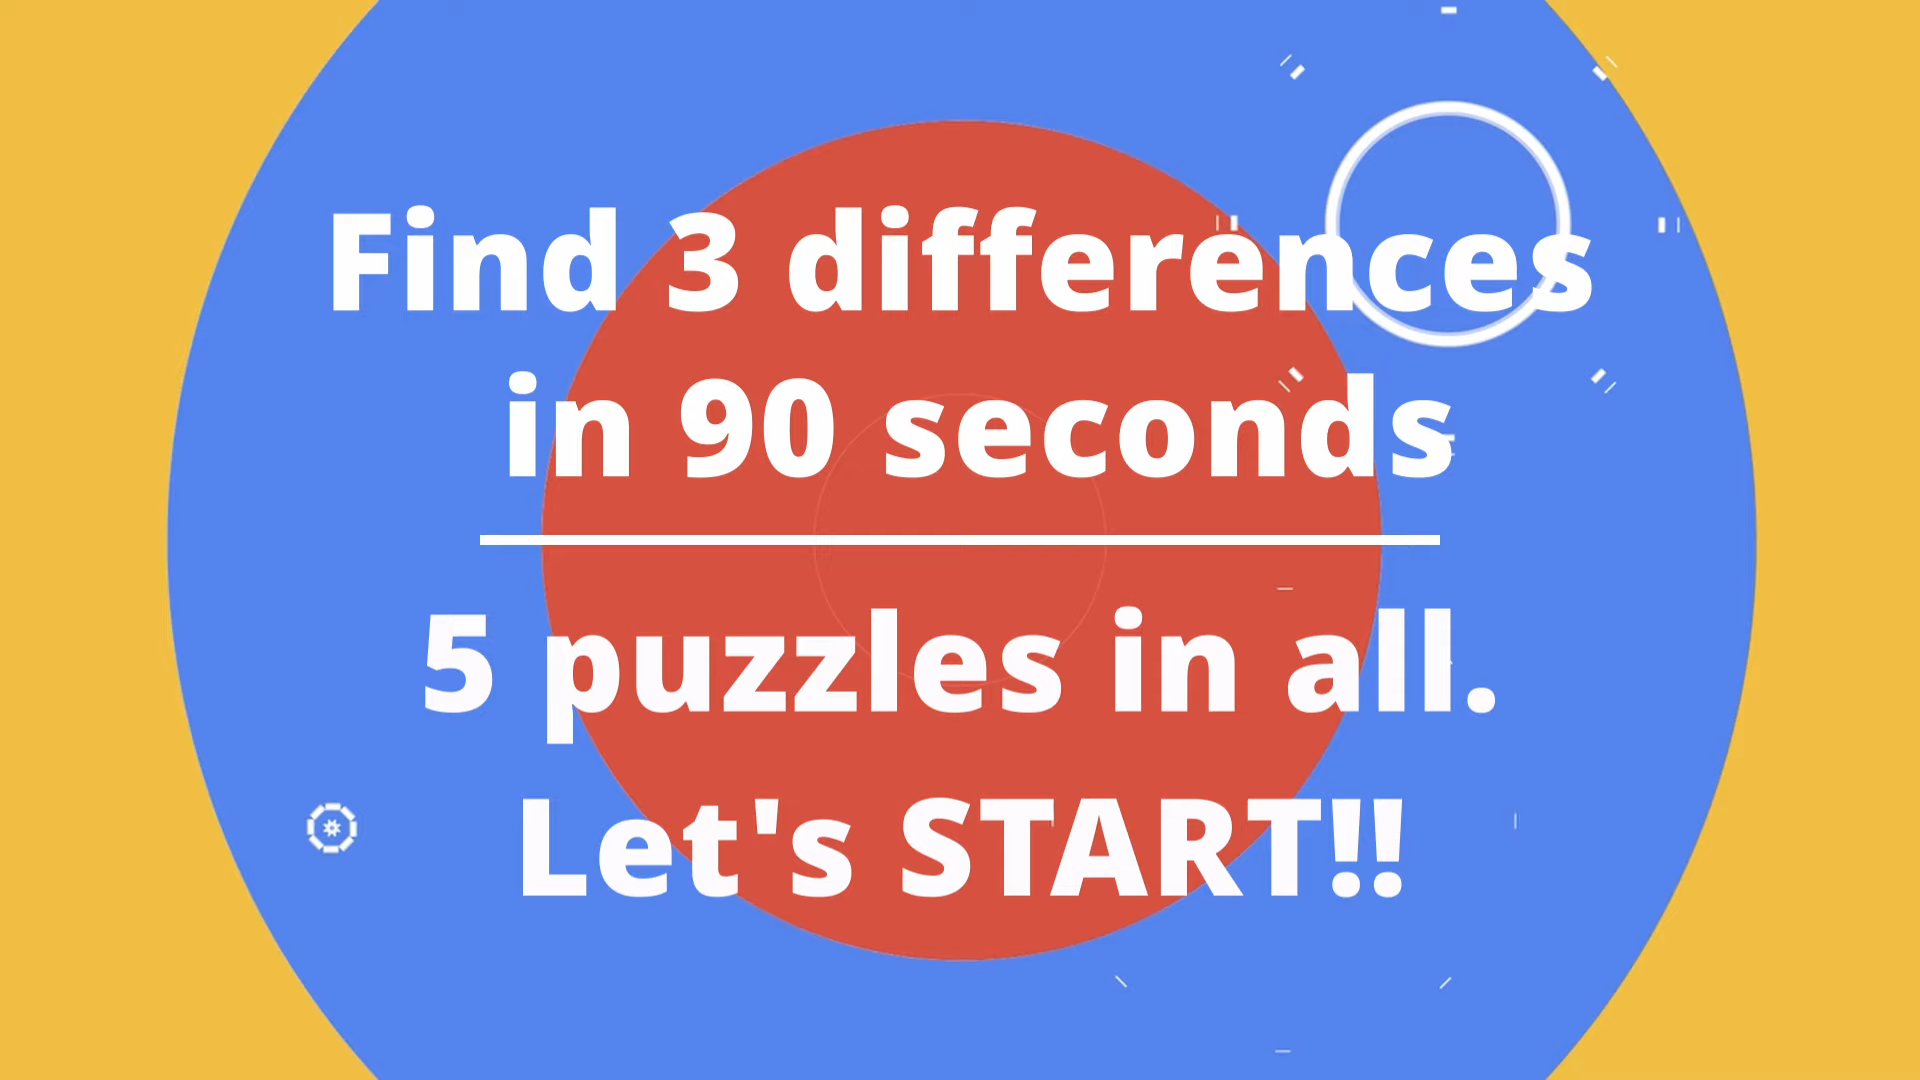 Find 3 differences
in 90 seconds
5 puzzles in all.
Let's START!!